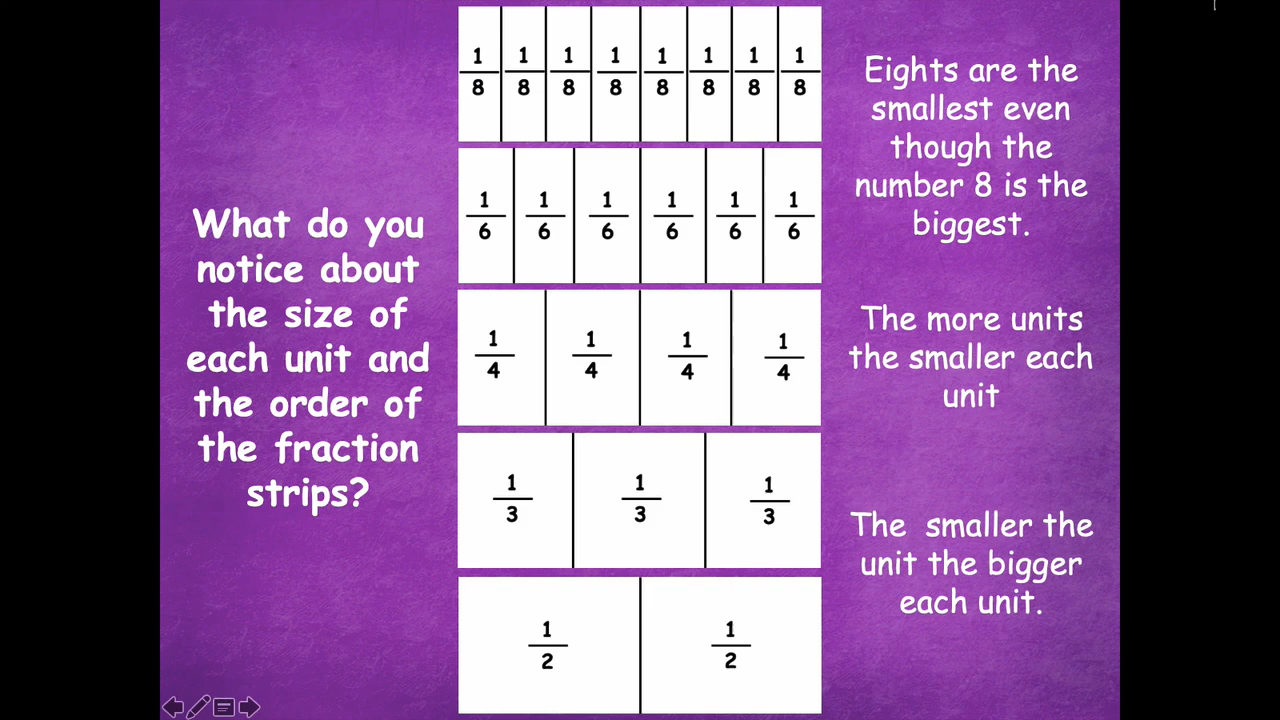 What do you
notice about
the size of
each unit and
the order of
the fraction
strips?
1 1 1 1 1 1 1 1
8 8 8 8 8 8 8 8
1 1 1 1 1 1
6 6 6 6 6 6
1 1 1 1
4 4 4 4
1 1 1
3 3 3
1 1
2 2
Eights are the
smallest even
though the
number 8 is the
biggest.
The more units
the smaller each
unit
The smaller the
unit the bigger
each unit.